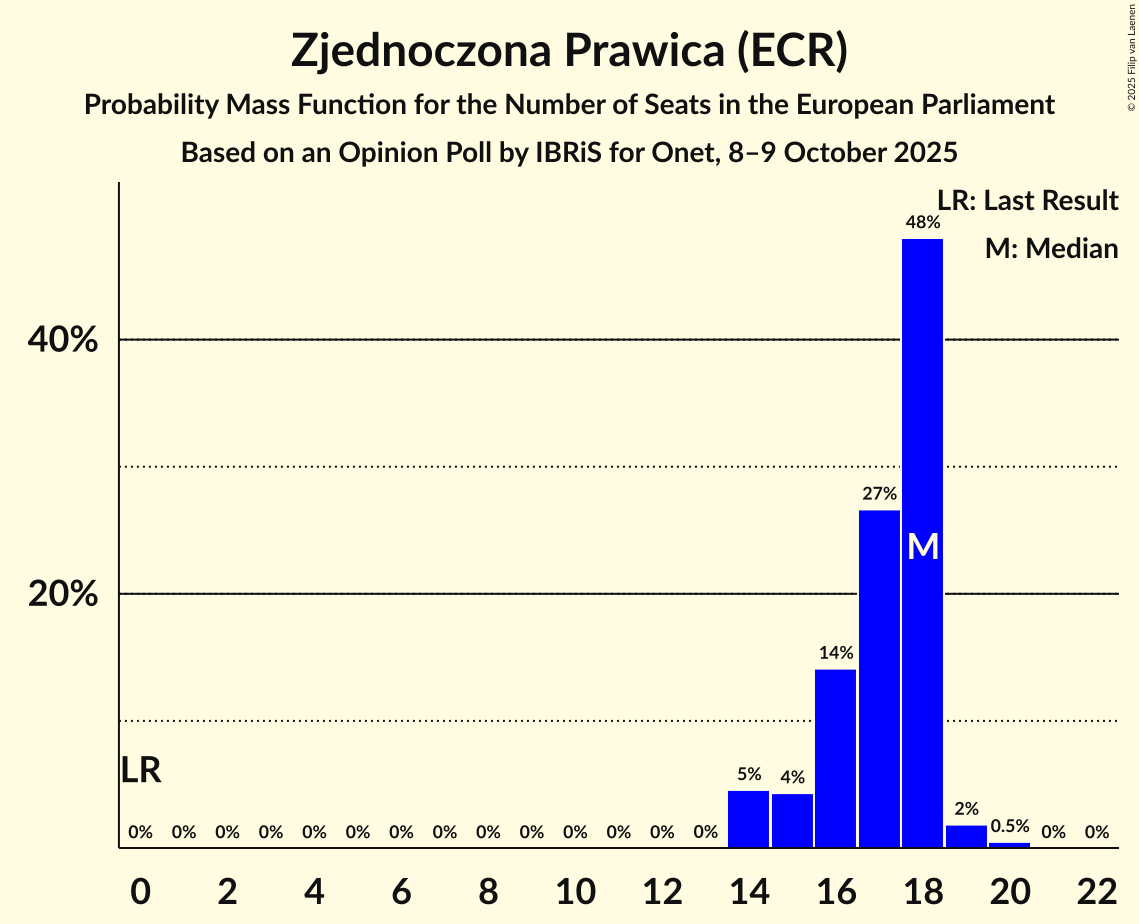 Zjednoczona Prawica (ECR)
Probability Mass Function for the Number of Seats in the European Parliament
Based on an Opinion Poll by IBRiS for Onet, 8–9 October 2025
© 2025 Filip van Laenen
LR: Last Result
M: Median
48%
40%
27%
M
20%
14%
LR
5%
4%
2%
0.5%
0% 0% 0% 0% 0% 0% 0% 0% 0% 0% 0% 0% 0% 0% 0% 0%
0 2 4 6 8 10 12 14 16 18 20 22